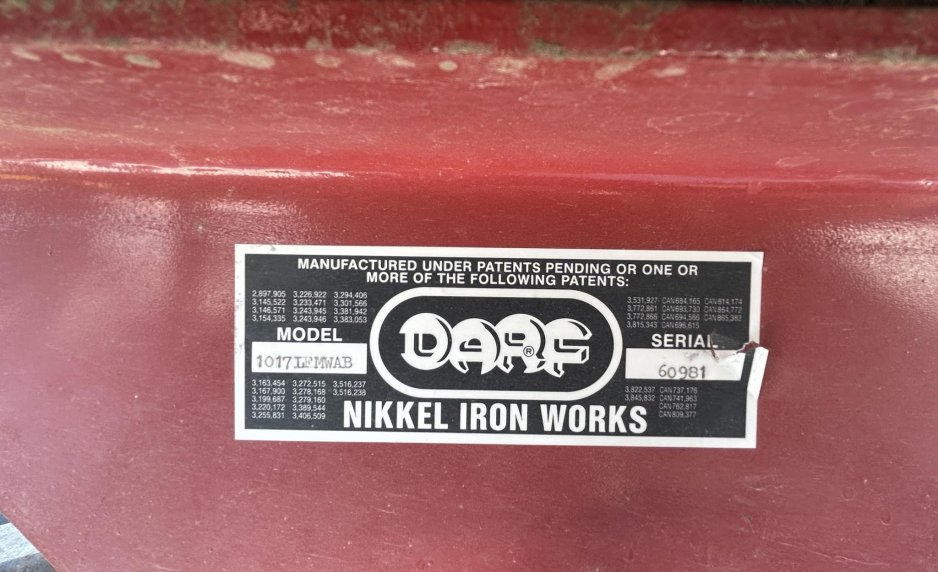 MANUFACTURED UNDER PATENTS PENDING OR ONE OR
MORE OF THE FOLLOWING PATENTS:
2,897,905 3,226,922 3,294,406
3,145,522 3,233,471 3,301,566
3,146,571 3,243,945 3,381,942
3,154,335 3,243,946 3,383,053
3,531,927 CAN684,165 CAN814,174
3,772,861 CAN693,730 CAN864,772
3,772,866 CAN694,566 CAN865,382
3,815,343 CAN696,615
MODEL
1017LFMWAB
DARF®
SERIAL
60981
3,163,454 3,272,515 3,516,237
3,167,900 3,278,168 3,516,238
3,199,687 3,279,160
3,220,172 3,389,544
3,255,831 3,406,509
3,822,537 CAN737,176
3,845,832 CAN741,963
CAN762,817
CAN809,377
NIKKEL IRON WORKS